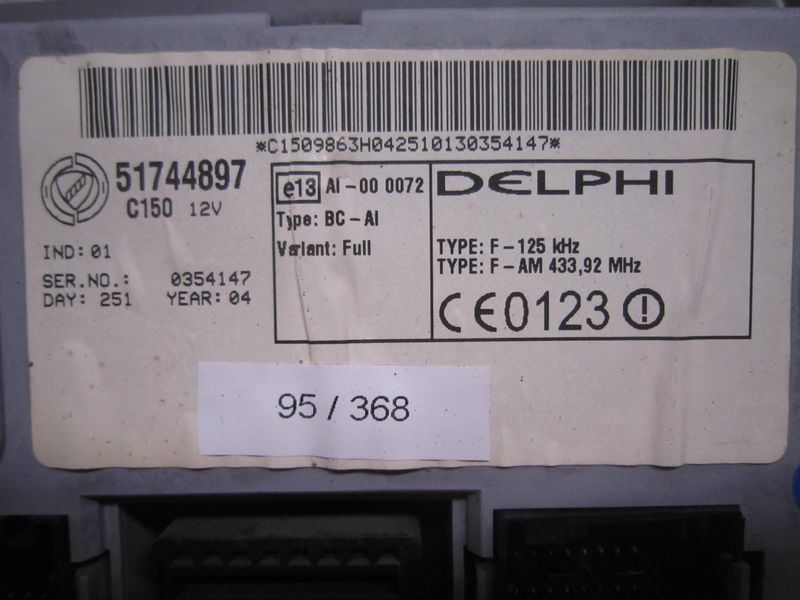 *C1509863H042510130354147*
51744897
C150 12V
IND: 01
SER.NO.: 0354147
DAY: 251 YEAR: 04
e13 AI-00 0072
Type: BC-AI
Variant: Full
DELPHI
TYPE: F-125 kHz
TYPE: F-AM 433,92 MHz
CE0123
95 / 368